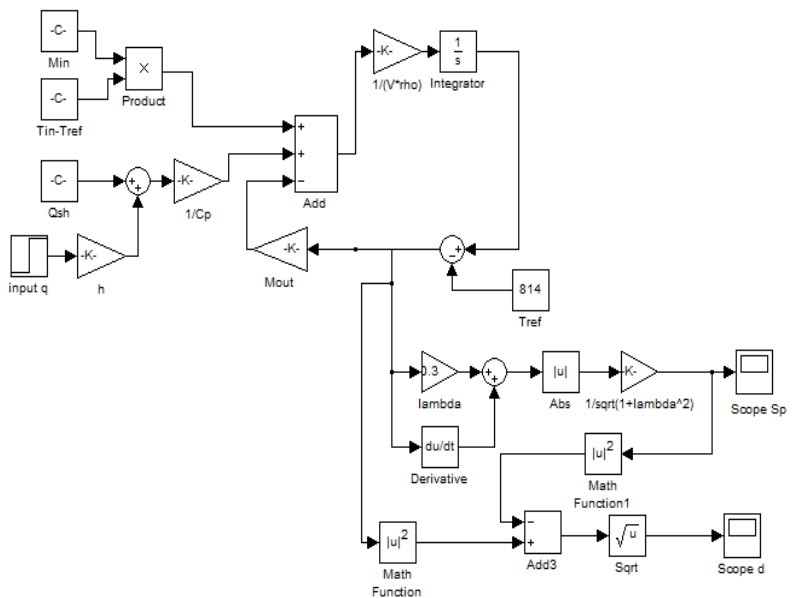 -C-
Min
-C-
Tin-Tref
X
Product
-C-
Qsh
+
+
-K-
1/Cp
input q
-K-
h
+
+
−
Add
-K-
1/(V*rho)
1
s
Integrator
-K-
Mout
+
−
814
Tref
0.3
lambda
+
+
du/dt
Derivative
|u|
Abs
-K-
1/sqrt(1+lambda^2)
Scope Sp
|u|2
Math
Function1
|u|2
Math
Function
−
+
Add3
√u
Sqrt
Scope d